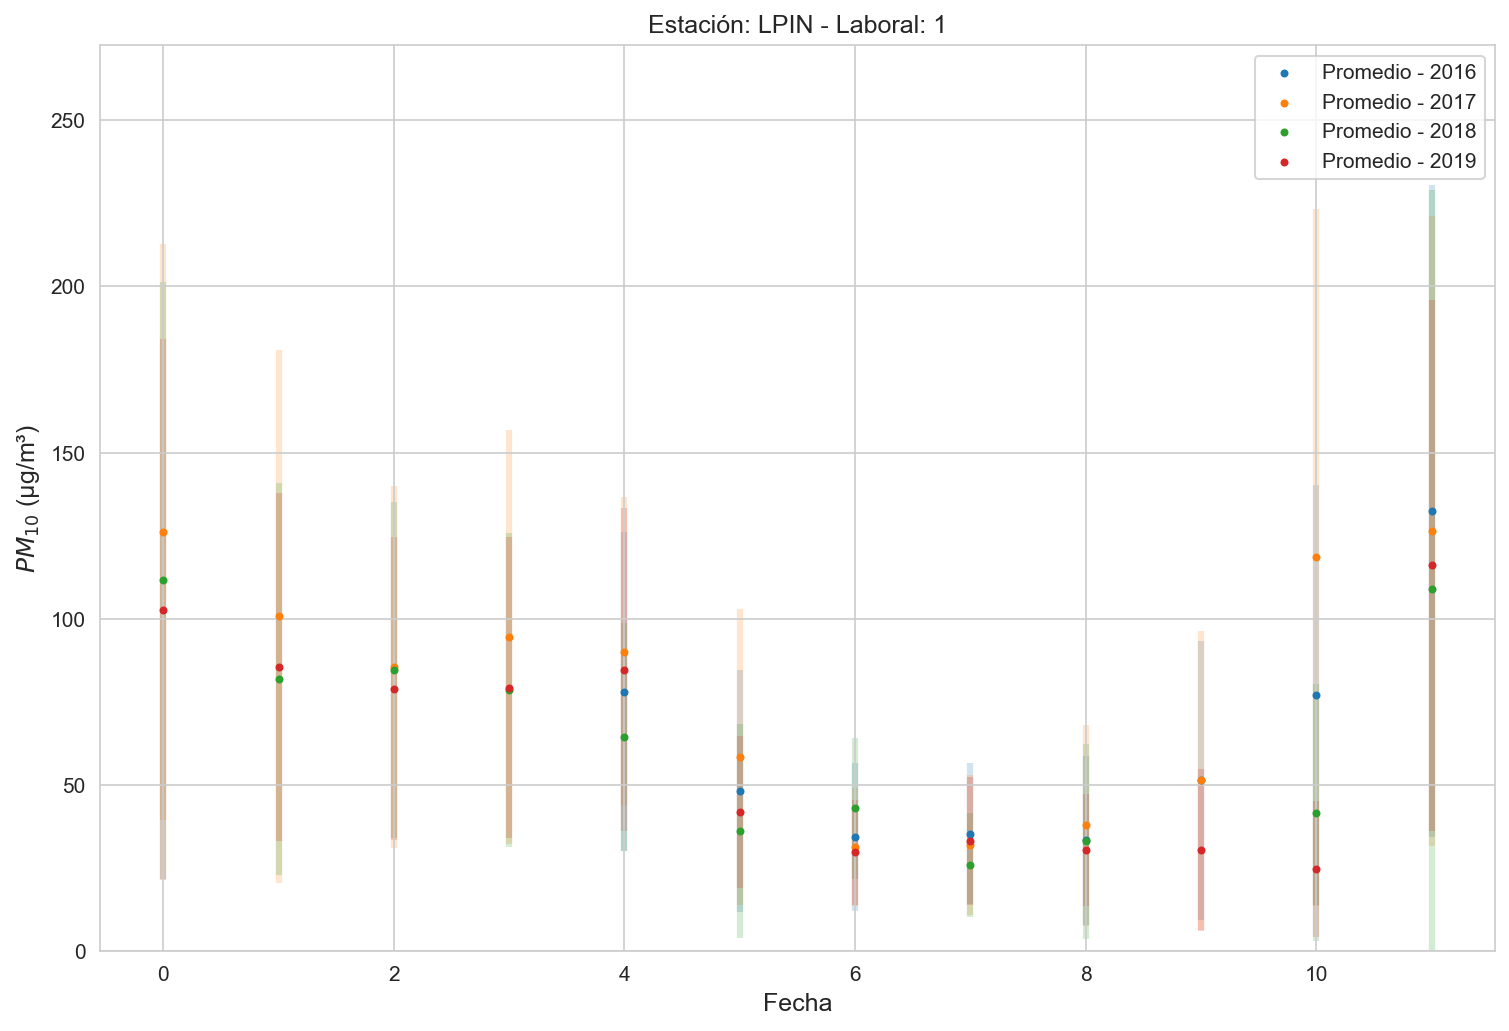 Estación: LPIN - Laboral: 1
Promedio - 2016
Promedio - 2017
Promedio - 2018
Promedio - 2019
250
200
150
100
50
0
PM₁₀ (µg/m³)
0 2 4 6 8 10
Fecha